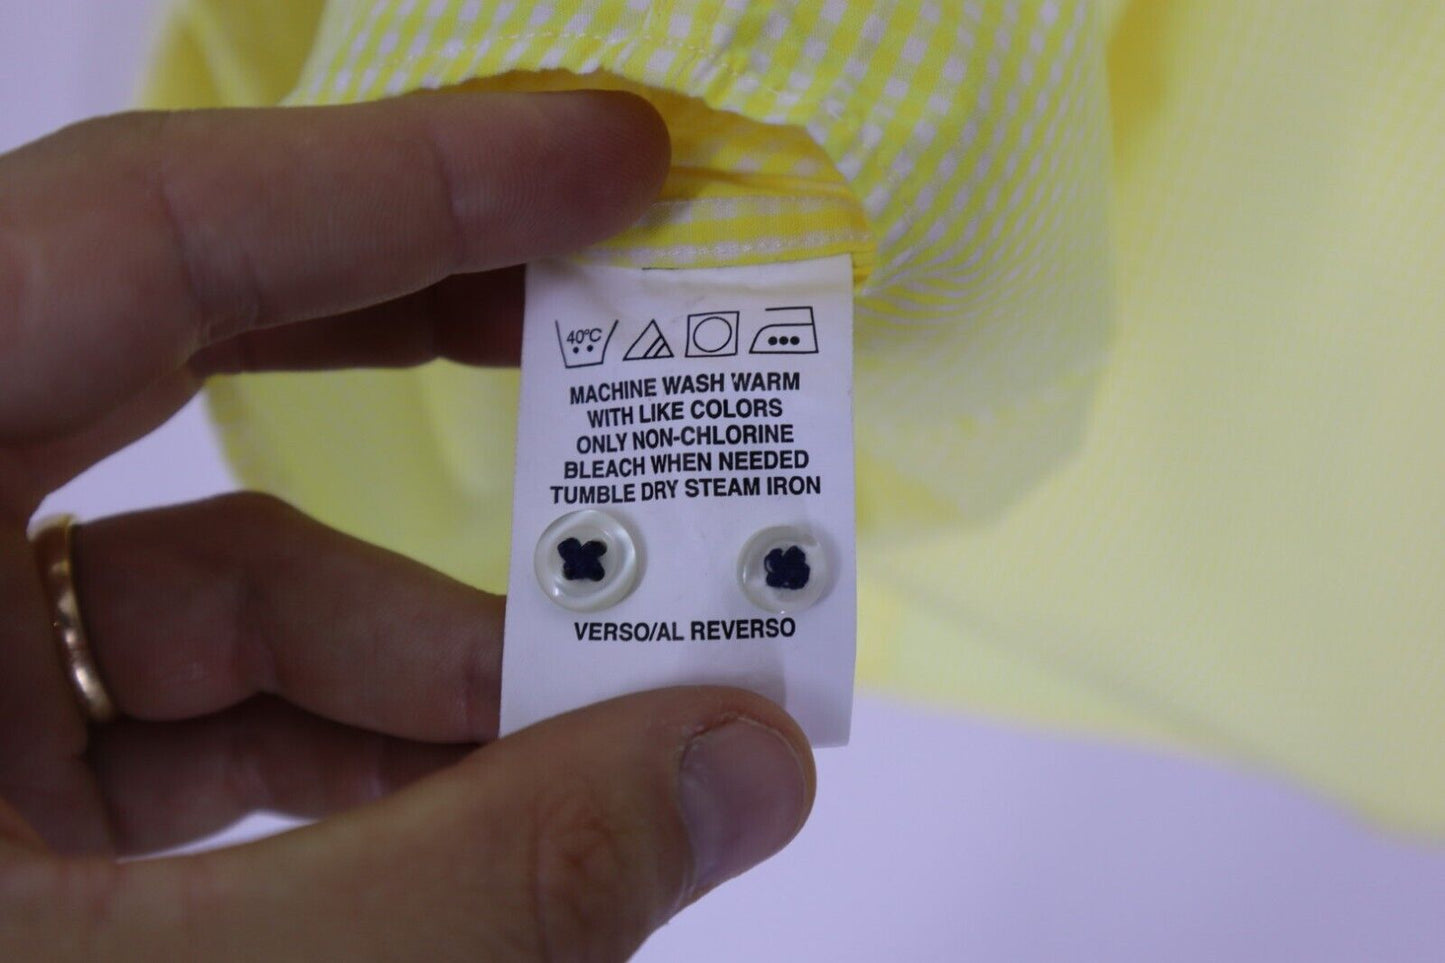 40°C
MACHINE WASH WARM
WITH LIKE COLORS
ONLY NON-CHLORINE
BLEACH WHEN NEEDED
TUMBLE DRY STEAM IRON
VERSO/AL REVERSO